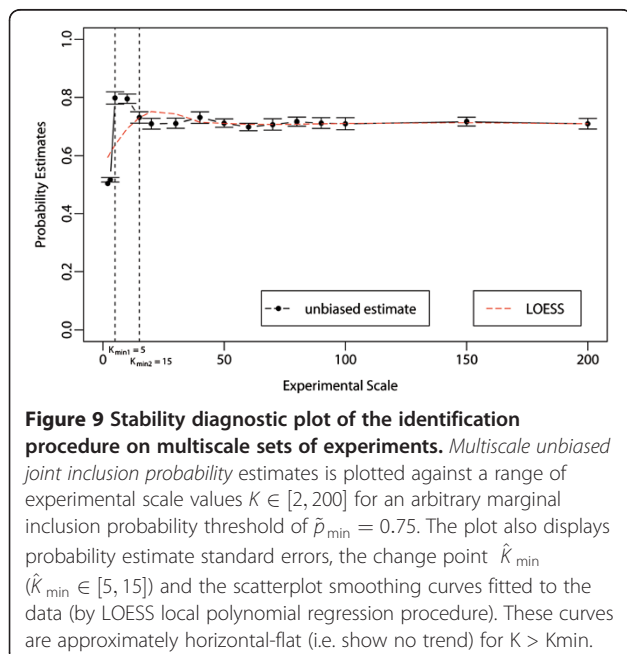 1.0
0.8
0.6
0.4
0.2
0.0
Probability Estimates
unbiased estimate
LOESS
0
50
100
150
200
Kmin1 = 5
Kmin2 = 15
Experimental Scale
Figure 9 Stability diagnostic plot of the identification
procedure on multiscale sets of experiments. Multiscale unbiased
joint inclusion probability estimates is plotted against a range of
experimental scale values K ∈ [2, 200] for an arbitrary marginal
inclusion probability threshold of p̃ min = 0.75. The plot also displays
probability estimate standard errors, the change point K̂ min
(K̂ min ∈ [5, 15]) and the scatterplot smoothing curves fitted to the
data (by LOESS local polynomial regression procedure). These curves
are approximately horizontal-flat (i.e. show no trend) for K > Kmin.